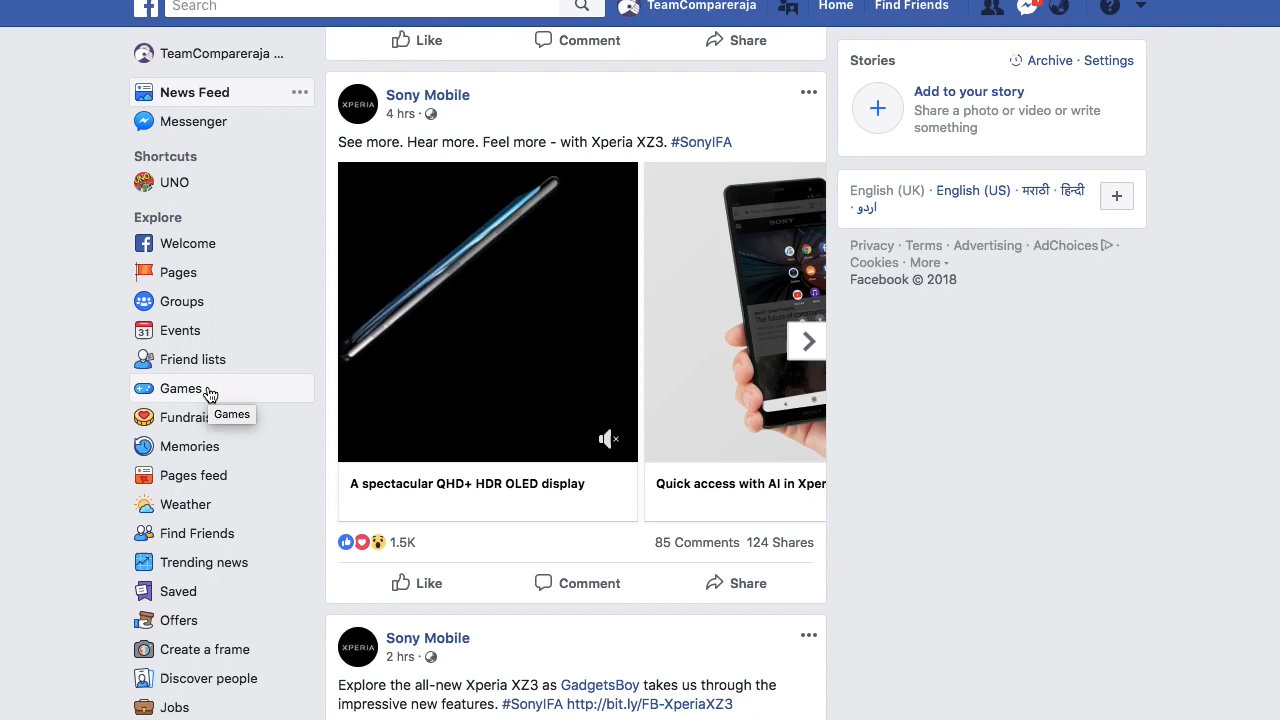 Search
TeamCompareraja
Home
Find Friends
TeamCompareraja ...
News Feed
Messenger
Shortcuts
UNO
Explore
Welcome
Pages
Groups
31 Events
Friend lists
Games
Games
Memories
Pages feed
Weather
Find Friends
Trending news
Saved
Offers
Create a frame
Discover people
Jobs
Like Comment Share
XPERIA
Sony Mobile
4 hrs ·
See more. Hear more. Feel more - with Xperia XZ3. #SonyIFA
SONY
A spectacular QHD+ HDR OLED display
Quick access with AI in Xper
1.5K
85 Comments 124 Shares
Like Comment Share
XPERIA
Sony Mobile
2 hrs ·
Explore the all-new Xperia XZ3 as GadgetsBoy takes us through the
impressive new features. #SonyIFA http://bit.ly/FB-XperiaXZ3
Stories
Archive · Settings
Add to your story
Share a photo or video or write
something
English (UK) · English (US) · मराठी · हिन्दी
· اردو
Privacy · Terms · Advertising · AdChoices ·
Cookies · More
Facebook © 2018